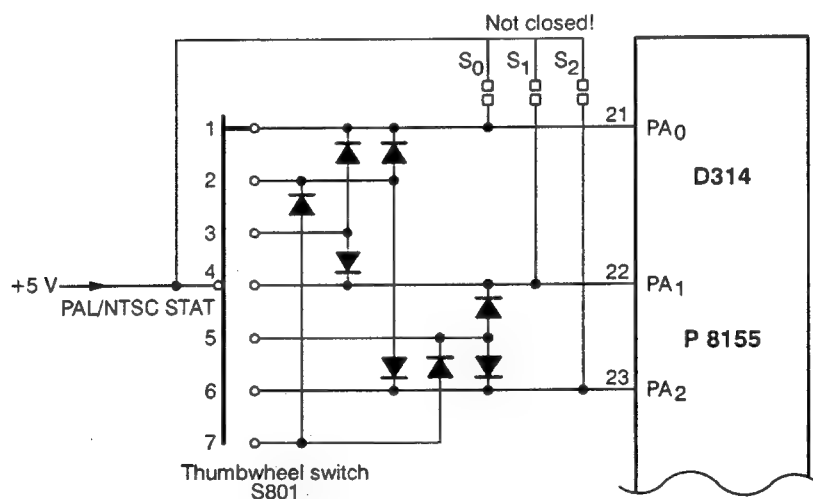 Not closed!
S0 S1 S2
1
21
PA0
D314
2
3
4
+5 V
PAL/NTSC STAT
22
PA1
5
P 8155
6
23
PA2
7
Thumbwheel switch
S801